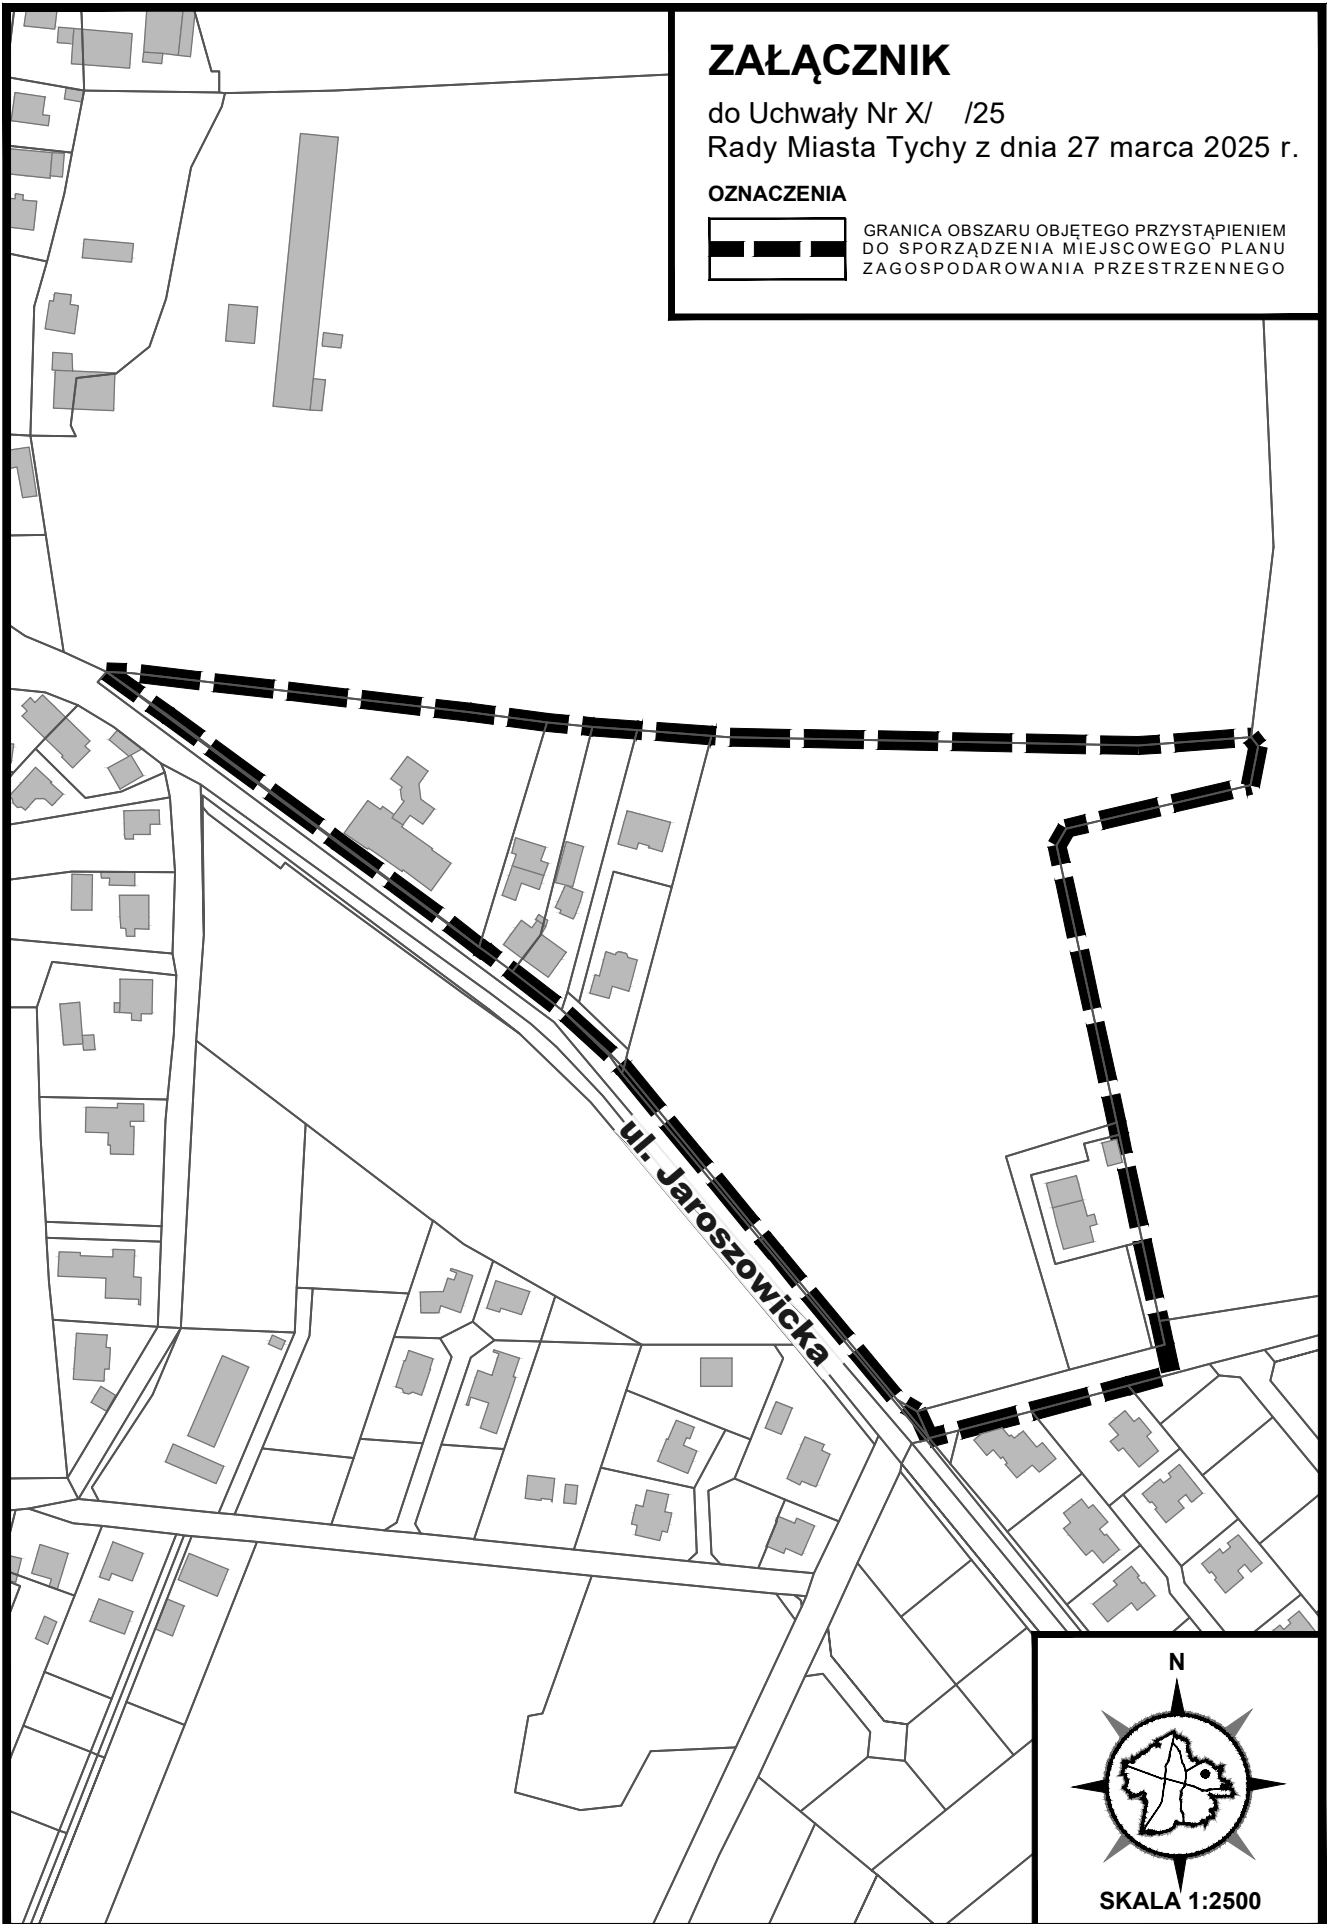 ZAŁĄCZNIK
do Uchwały Nr X/ /25
Rady Miasta Tychy z dnia 27 marca 2025 r.
OZNACZENIA
GRANICA OBSZARU OBJĘTEGO PRZYSTĄPIENIEM
DO SPORZĄDZENIA MIEJSCOWEGO PLANU
ZAGOSPODAROWANIA PRZESTRZENNEGO
ul. Jaroszowicka
N
SKALA 1:2500